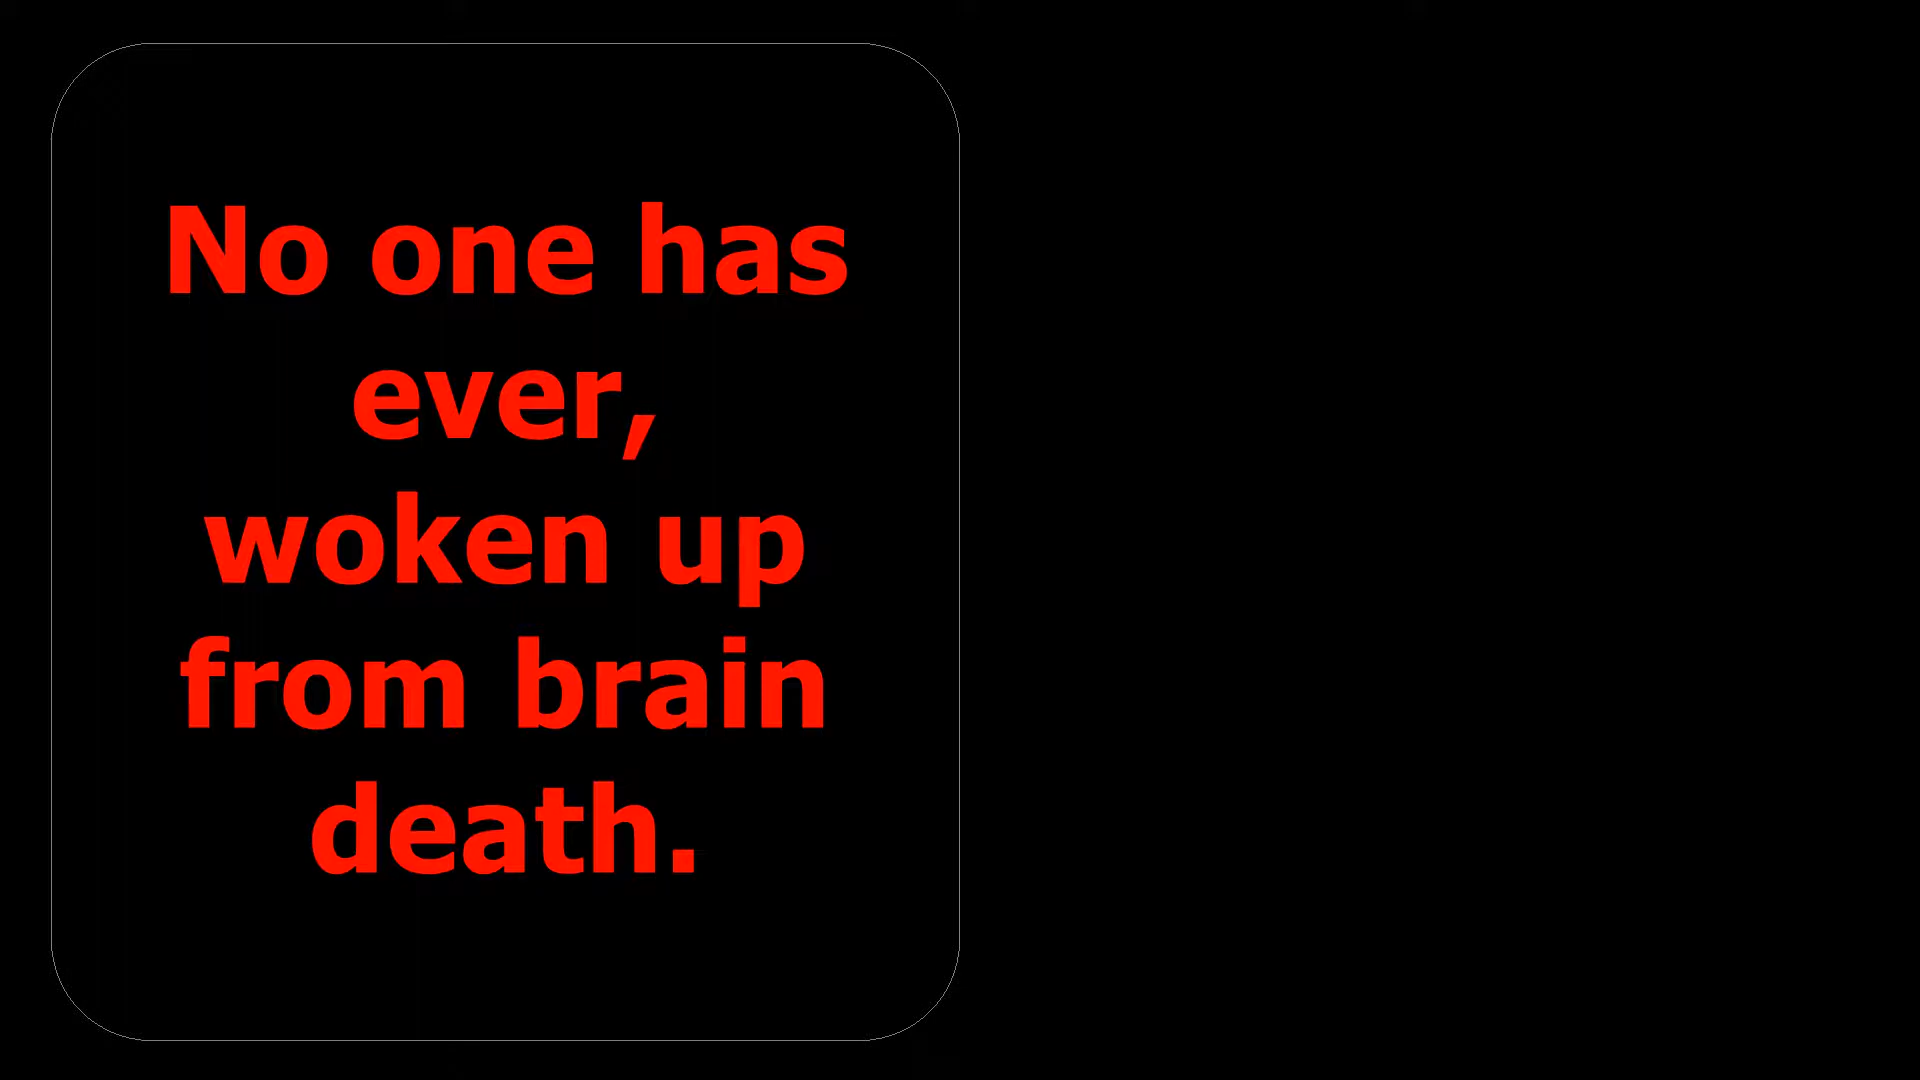 No one has
ever,
woken up
from brain
death.